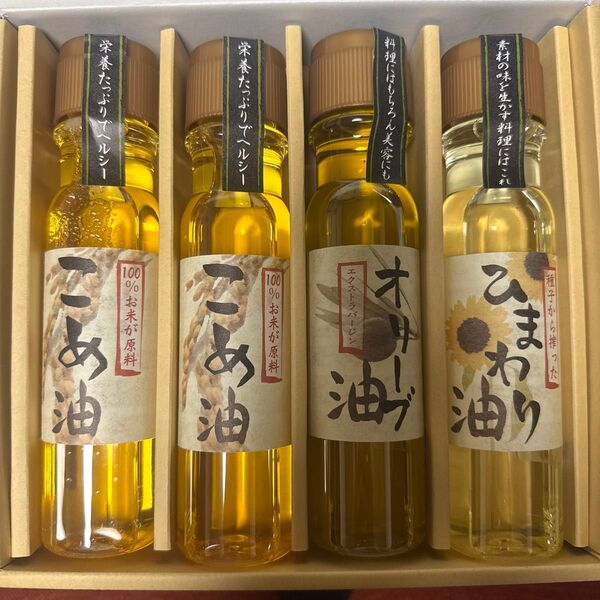 栄養たっぷりでヘルシー
100%お米が原料
こめ油
栄養たっぷりでヘルシー
100%お米が原料
こめ油
料理にはもちろん美容にも
エクストラバージン
オリーブ
油
素材の味を生かす料理にはこれ
種子から搾った
ひまわり
油